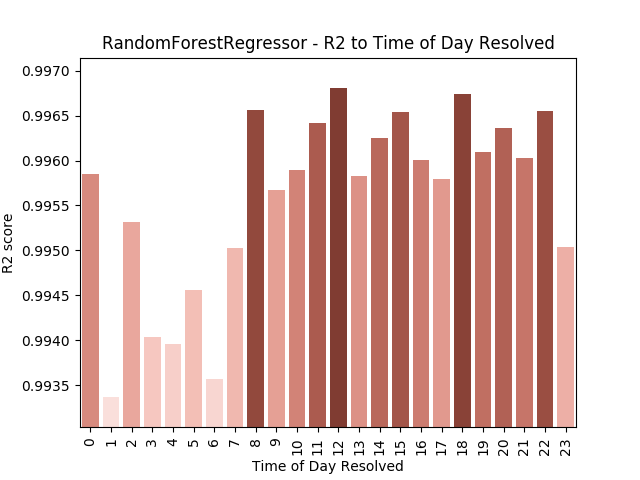 RandomForestRegressor - R2 to Time of Day Resolved
0.9970
0.9965
0.9960
0.9955
0.9950
0.9945
0.9940
0.9935
R2 score
0 1 2 3 4 5 6 7 8 9 10 11 12 13 14 15 16 17 18 19 20 21 22 23
Time of Day Resolved